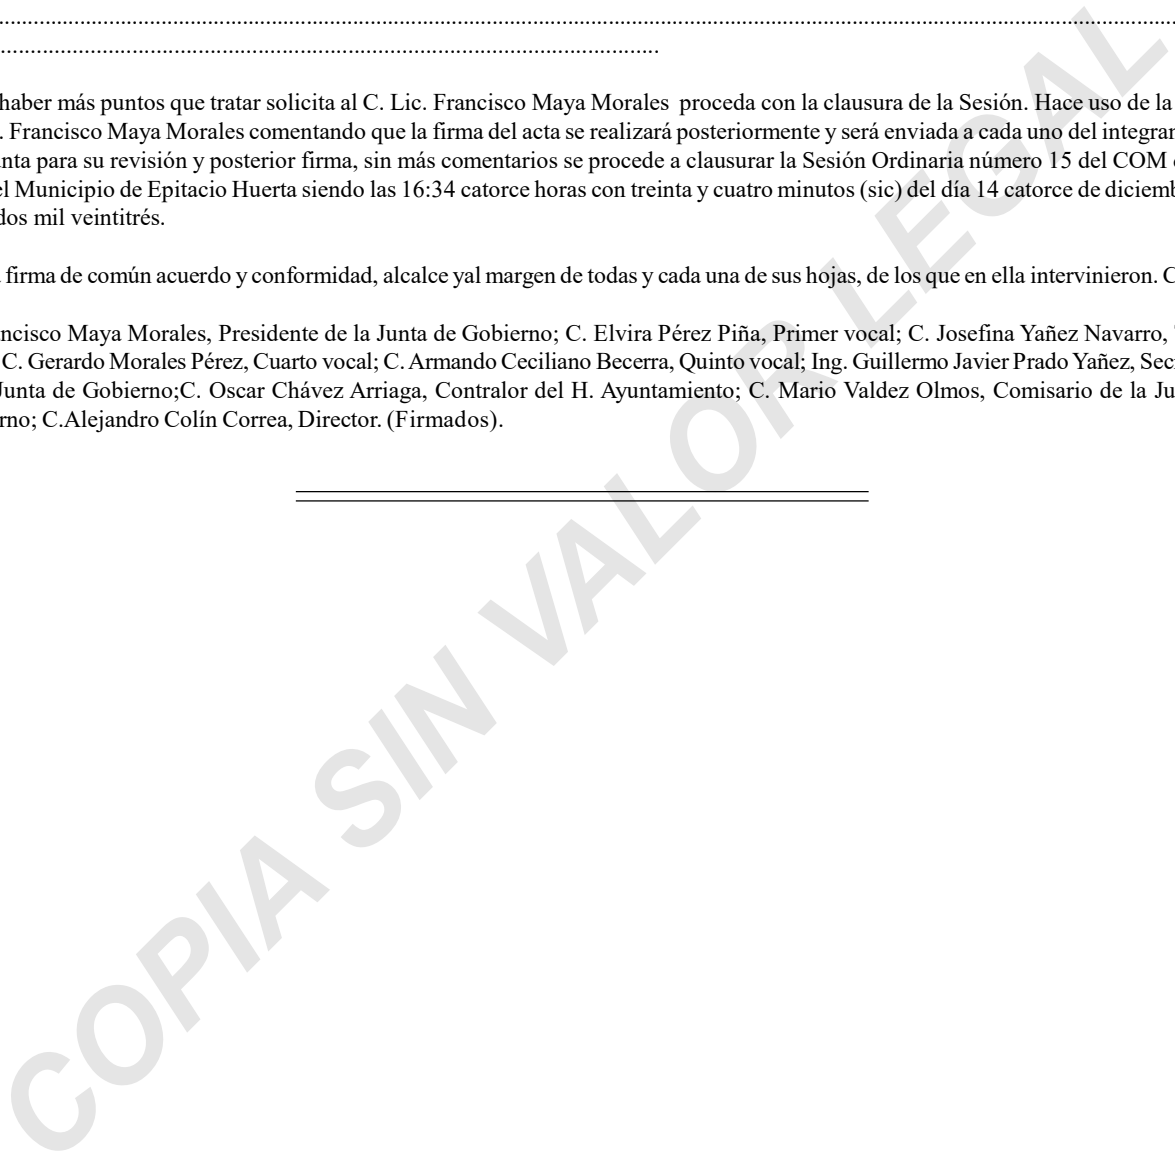 haber más puntos que tratar solicita al C. Lic. Francisco Maya Morales proceda con la clausura de la Sesión. Hace uso de la
. Francisco Maya Morales comentando que la firma del acta se realizará posteriormente y será enviada a cada uno del integran
nta para su revisión y posterior firma, sin más comentarios se procede a clausurar la Sesión Ordinaria número 15 del COM
el Municipio de Epitacio Huerta siendo las 16:34 catorce horas con treinta y cuatro minutos (sic) del día 14 catorce de diciemb
dos mil veintitrés.
firma de común acuerdo y conformidad, alcalce yal margen de todas y cada una de sus hojas, de los que en ella intervinieron. C
ncisco Maya Morales, Presidente de la Junta de Gobierno; C. Elvira Pérez Piña, Primer vocal; C. Josefina Yañez Navarro,
C. Gerardo Morales Pérez, Cuarto vocal; C. Armando Ceciliano Becerra, Quinto vocal; Ing. Guillermo Javier Prado Yañez, Sec
Junta de Gobierno;C. Oscar Chávez Arriaga, Contralor del H. Ayuntamiento; C. Mario Valdez Olmos, Comisario de la Ju
rno; C.Alejandro Colín Correa, Director. (Firmados).
COPIA SIN VALOR LEGAL